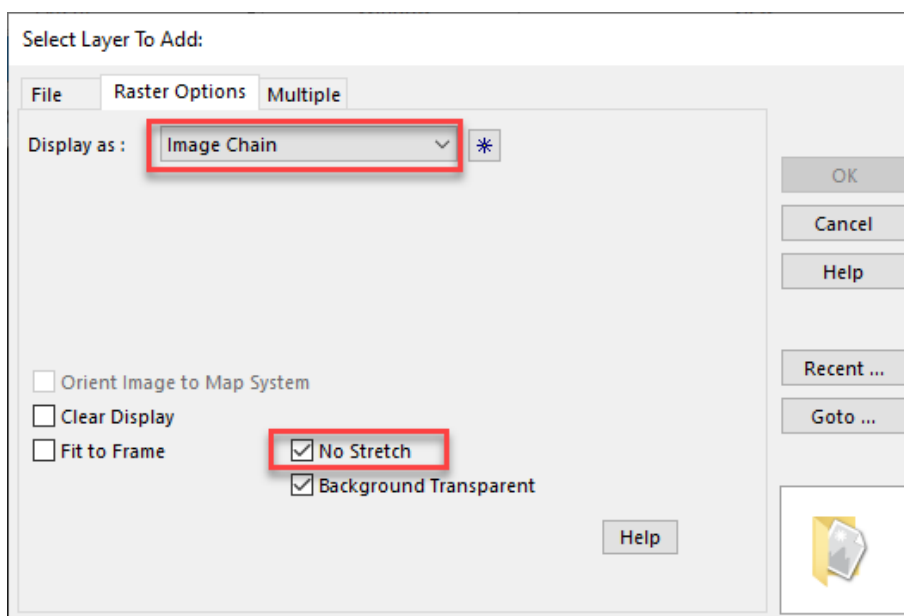 Select Layer To Add:
File Raster Options Multiple
Display as : Image Chain
OK
Cancel
Help
Recent ...
Goto ...
Orient Image to Map System
Clear Display
Fit to Frame No Stretch
Background Transparent
Help